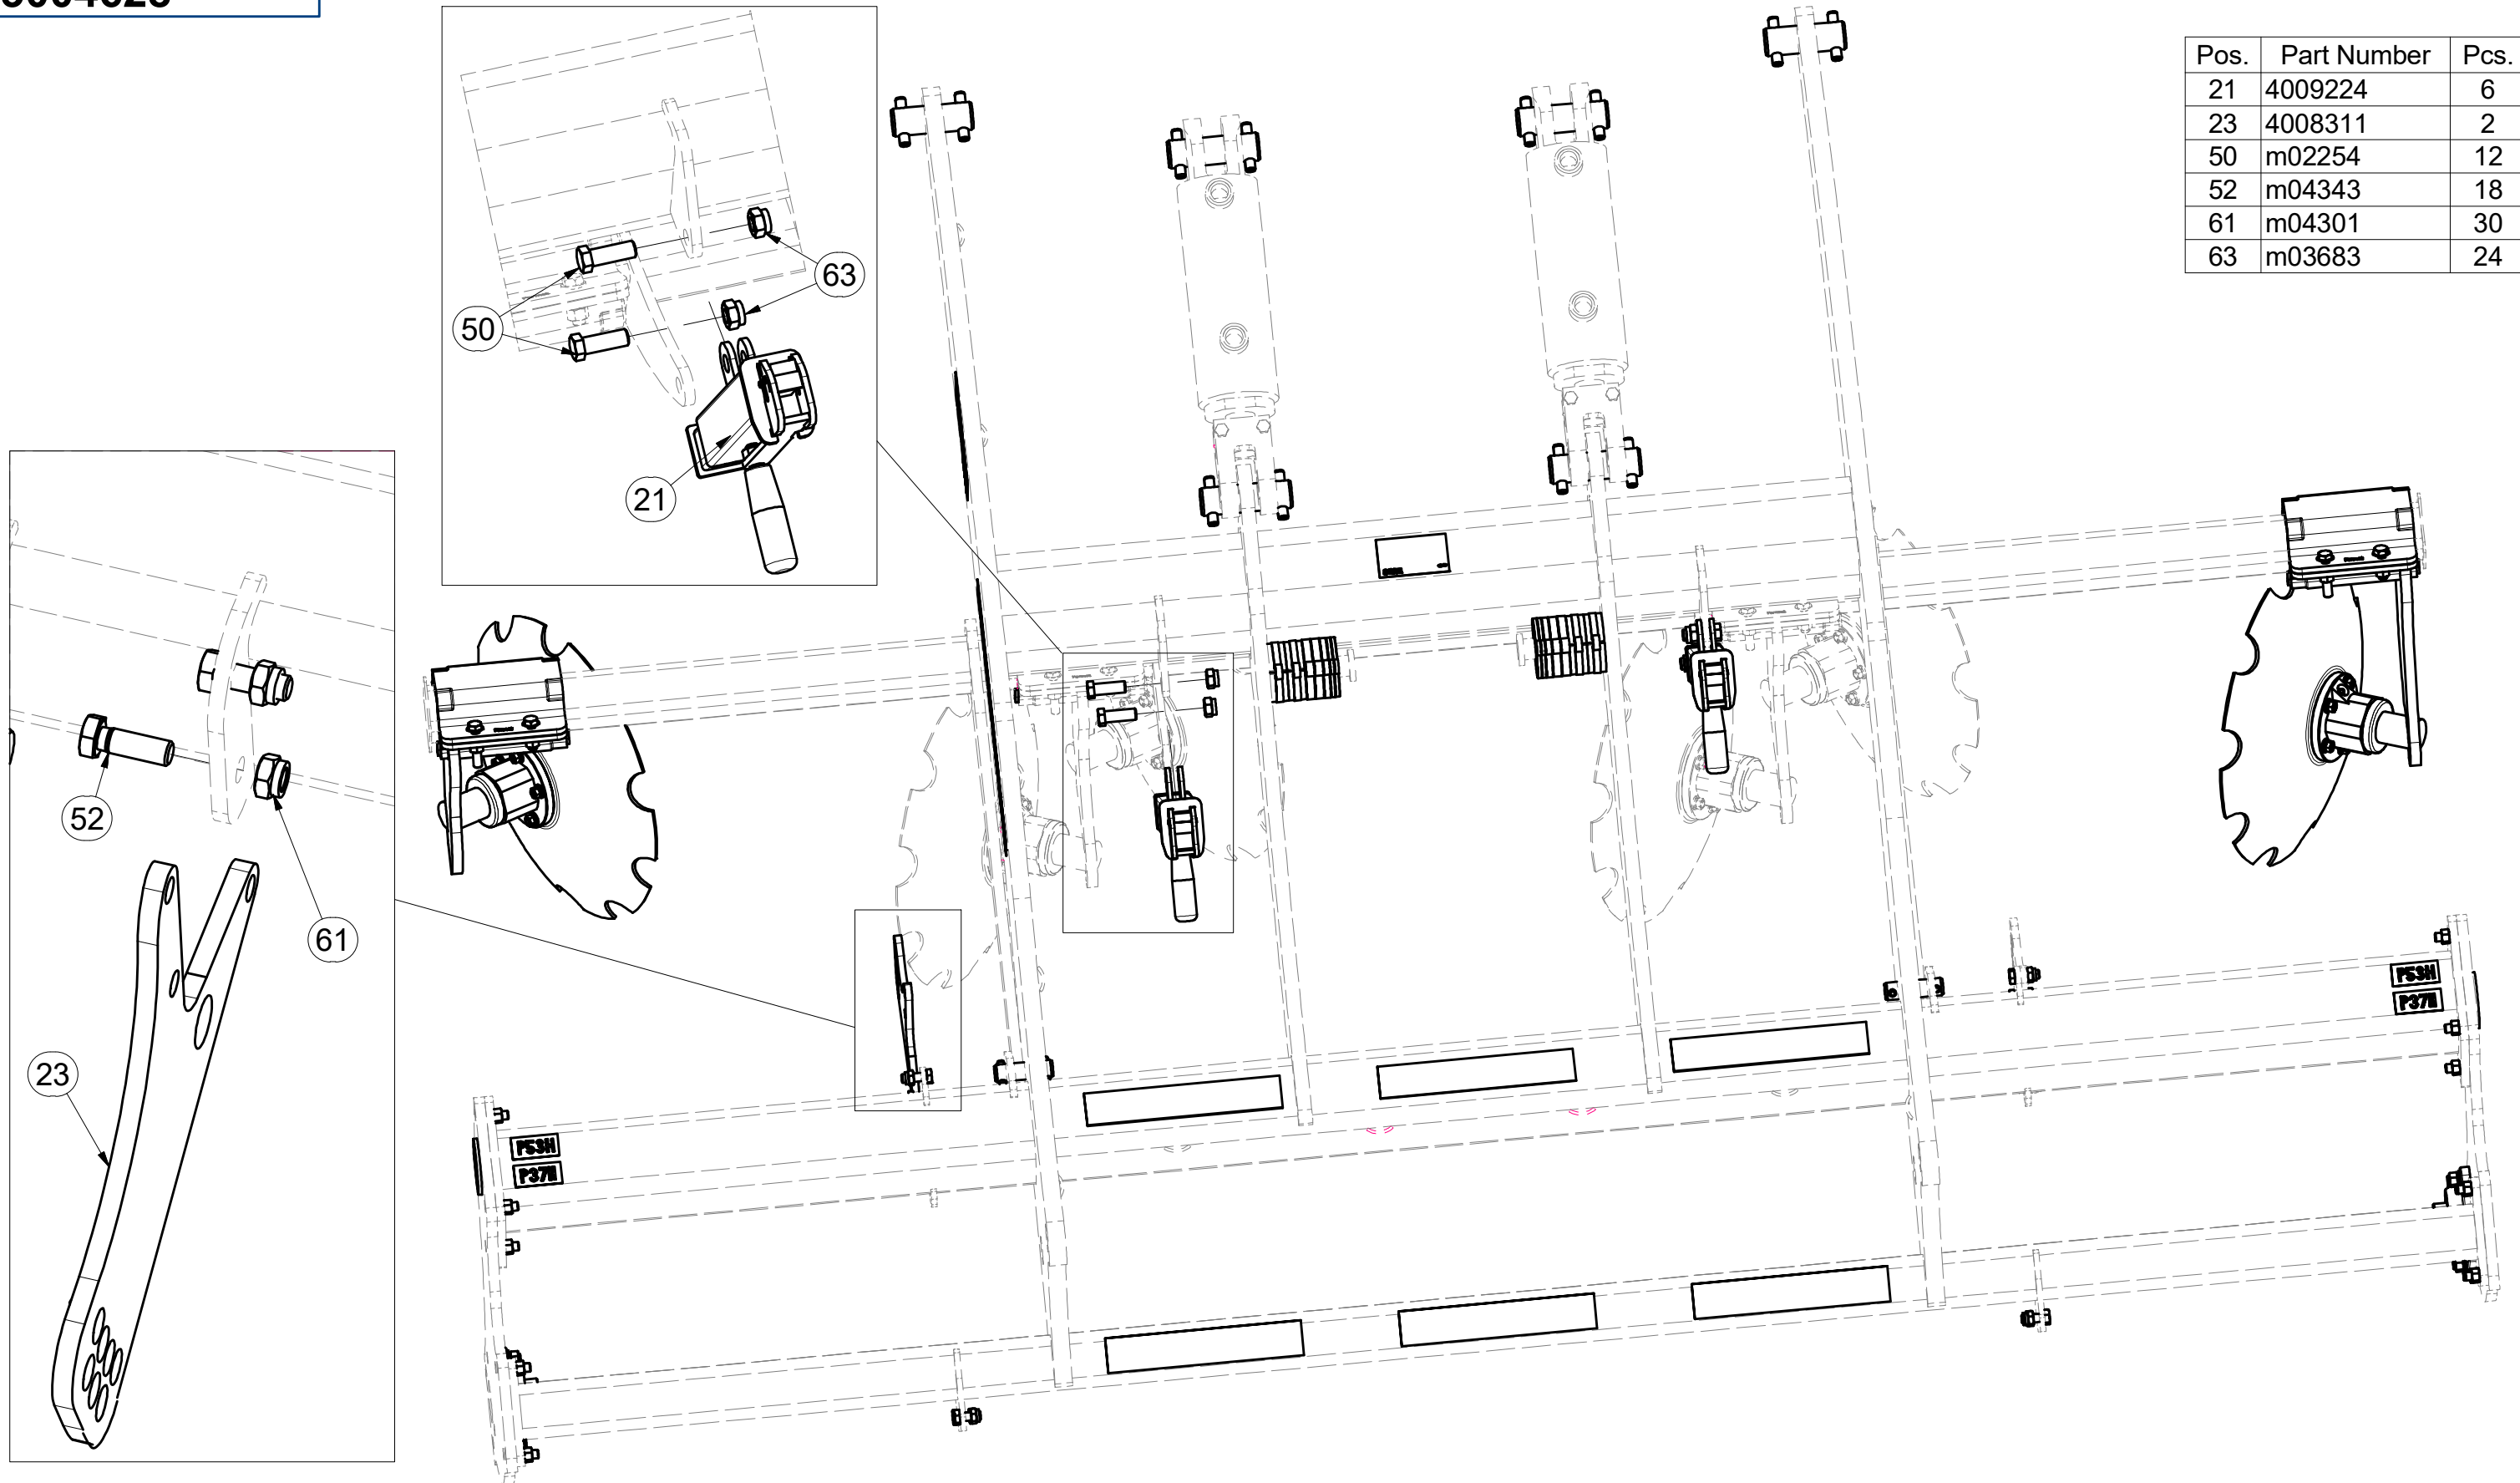 Pos. Part Number Pcs.
21 4009224 6
23 4008311 2
50 m02254 12
52 m04343 18
61 m04301 30
63 m03683 24
63
50
21
52
61
23
P53H
P37H
P53H
P37H